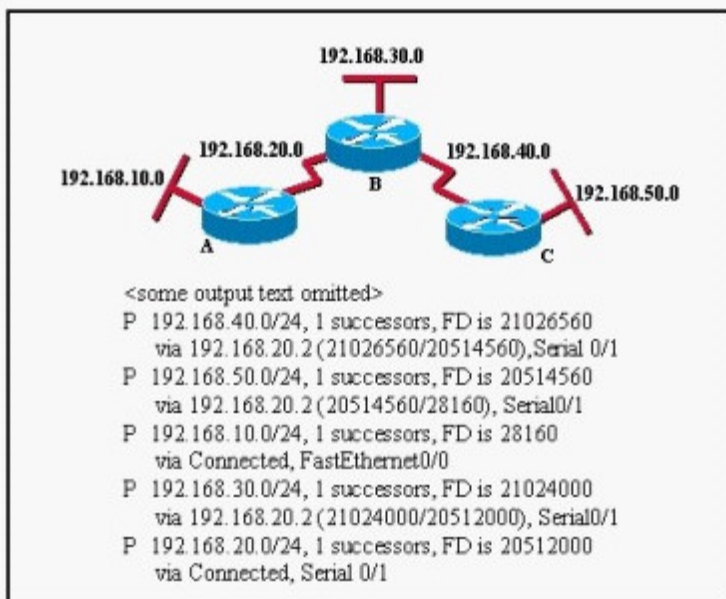 192.168.30.0
192.168.20.0
192.168.40.0
192.168.10.0
B
192.168.50.0
A
C
<some output text omitted>
P 192.168.40.0/24, 1 successors, FD is 21026560
via 192.168.20.2 (21026560/20514560),Serial 0/1
P 192.168.50.0/24, 1 successors, FD is 20514560
via 192.168.20.2 (20514560/28160), Serial0/1
P 192.168.10.0/24, 1 successors, FD is 28160
via Connected, FastEthernet0/0
P 192.168.30.0/24, 1 successors, FD is 21024000
via 192.168.20.2 (21024000/20512000), Serial0/1
P 192.168.20.0/24, 1 successors, FD is 20512000
via Connected, Serial 0/1